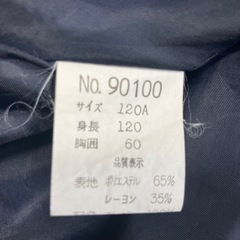 No. 90100
サイズ 120A
身長 120
胸囲 60
品質表示
表地 ポリエステル 65%
レーヨン 35%